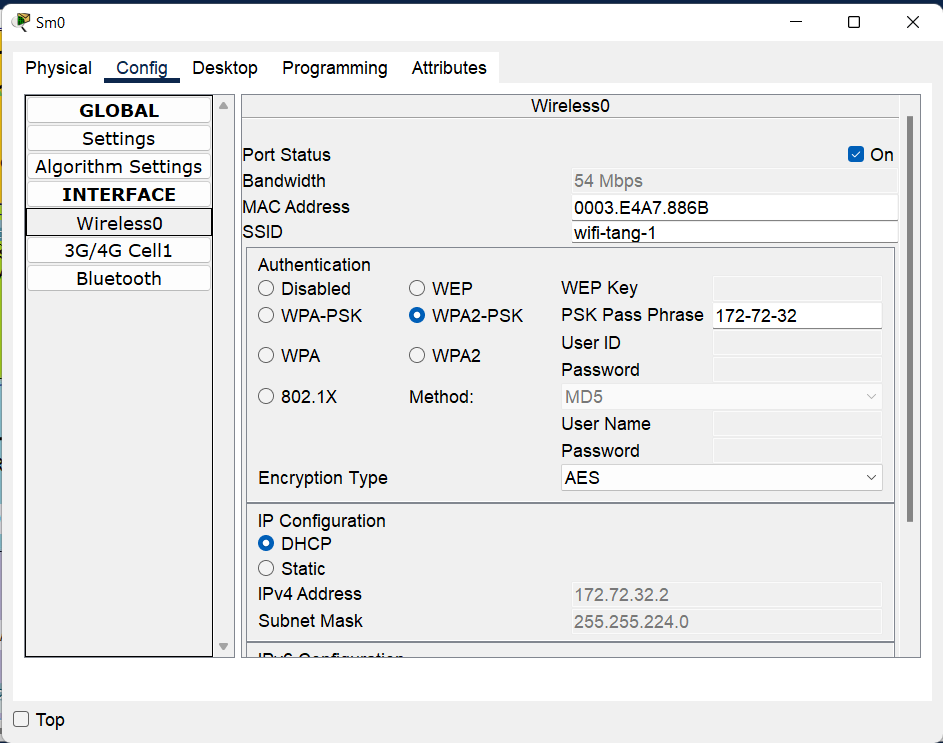 Sm0
Physical Config Desktop Programming Attributes
GLOBAL
Settings
Algorithm Settings
INTERFACE
Wireless0
3G/4G Cell1
Bluetooth
Wireless0
Port Status On
Bandwidth 54 Mbps
MAC Address 0003.E4A7.886B
SSID wifi-tang-1
Authentication
Disabled WEP WEP Key
WPA-PSK WPA2-PSK PSK Pass Phrase 172-72-32
User ID
WPA WPA2 Password
802.1X Method: MD5
User Name
Password
Encryption Type AES
IP Configuration
DHCP
Static
IPv4 Address 172.72.32.2
Subnet Mask 255.255.224.0
IPv6 Configuration
Top